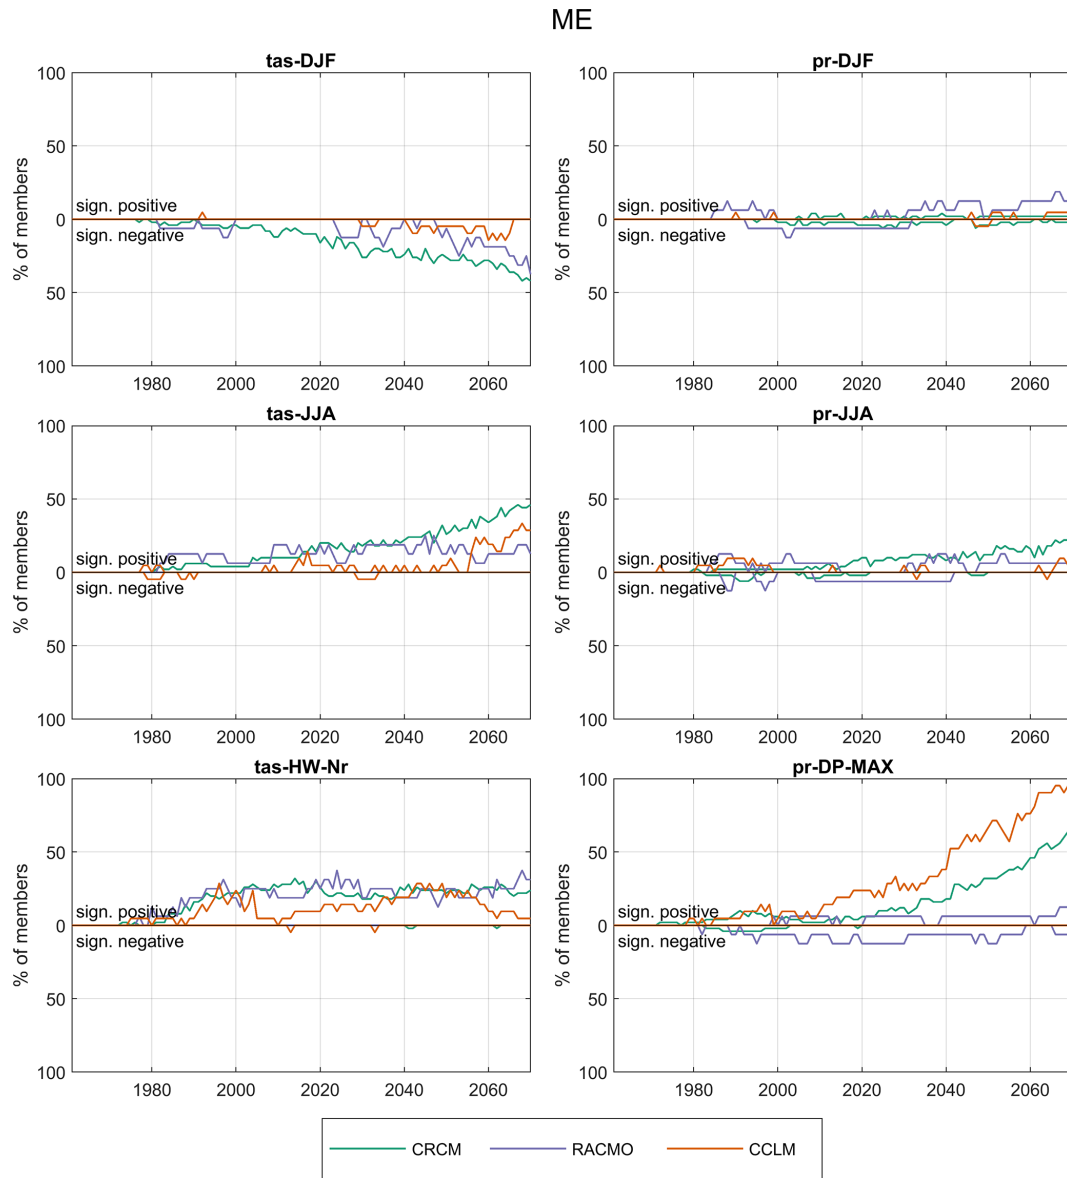 ME
tas-DJF
pr-DJF
% of members
100
50
sign. positive
0
sign. negative
50
100
1980 2000 2020 2040 2060
% of members
100
50
sign. positive
0
sign. negative
50
100
1980 2000 2020 2040 2060
tas-JJA
pr-JJA
% of members
100
50
sign. positive
0
sign. negative
50
100
1980 2000 2020 2040 2060
% of members
100
50
sign. positive
0
sign. negative
50
100
1980 2000 2020 2040 2060
tas-HW-Nr
pr-DP-MAX
% of members
100
50
sign. positive
0
sign. negative
50
100
1980 2000 2020 2040 2060
% of members
100
50
sign. positive
0
sign. negative
50
100
1980 2000 2020 2040 2060
CRCM RACMO CCLM